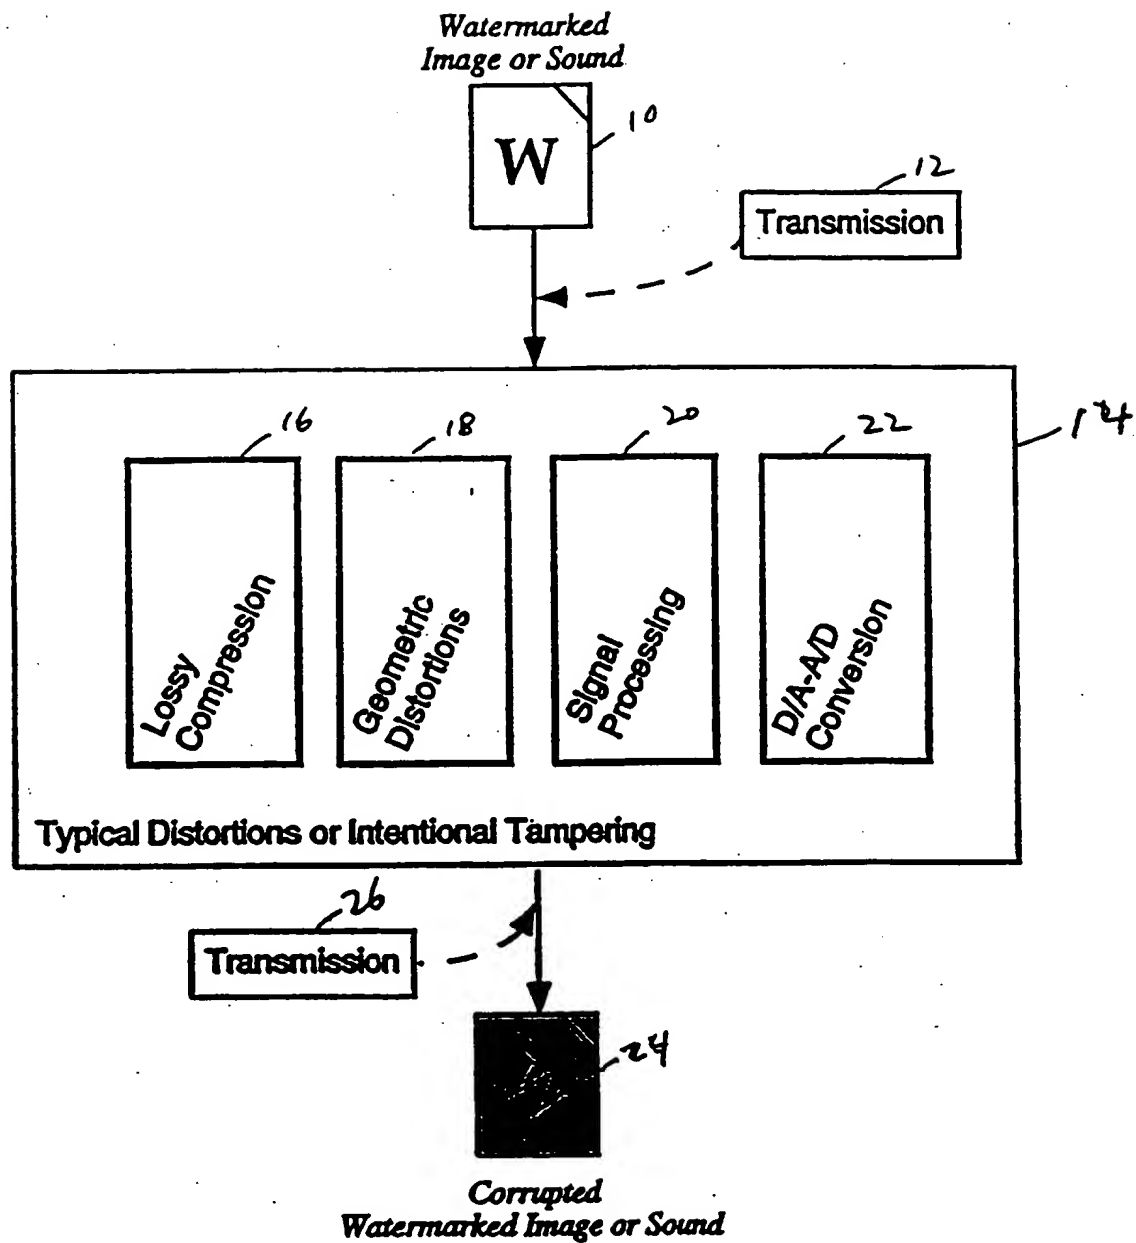 Watermarked
Image or Sound
W
10
12
Transmission
14
16
18
20
22
Lossy
Compression
Geometric
Distortions
Signal
Processing
D/A-A/D
Conversion
Typical Distortions or Intentional Tampering
26
Transmission
24
Corrupted
Watermarked Image or Sound